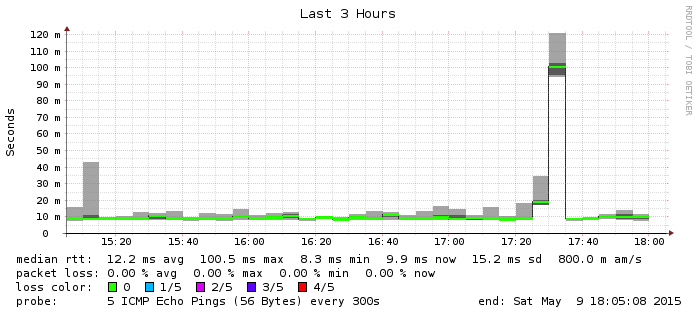 Last 3 Hours
RRDTOOL / TOBI OETIKER
Seconds
120 m
110 m
100 m
90 m
80 m
70 m
60 m
50 m
40 m
30 m
20 m
10 m
0
15:20 15:40 16:00 16:20 16:40 17:00 17:20 17:40 18:00
median rtt: 12.2 ms avg 100.5 ms max 8.3 ms min 9.9 ms now 15.2 ms sd 800.0 m am/s
packet loss: 0.00 % avg 0.00 % max 0.00 % min 0.00 % now
loss color: 0 1/5 2/5 3/5 4/5
probe: 5 ICMP Echo Pings (56 Bytes) every 300s end: Sat May 9 18:05:08 2015